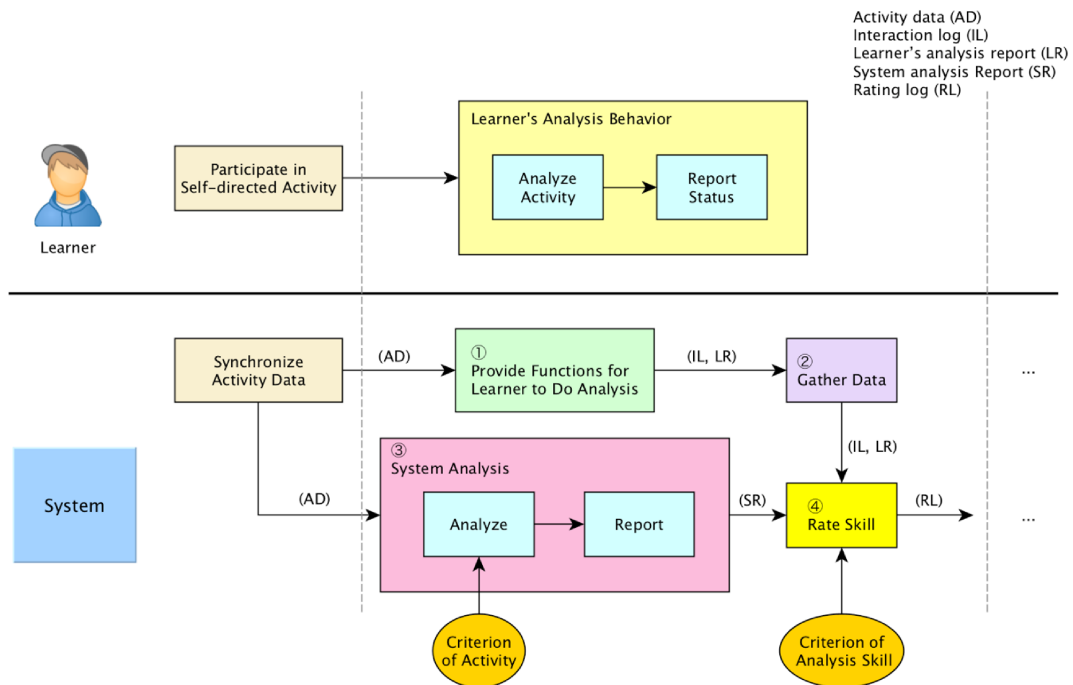 Activity data (AD)
Interaction log (IL)
Learner's analysis report (LR)
System analysis Report (SR)
Rating log (RL)
Learner's Analysis Behavior
Participate in
Self-directed Activity
Analyze
Activity
Report
Status
Learner
Synchronize
Activity Data
(AD)
①
Provide Functions for
Learner to Do Analysis
(IL, LR)
②
Gather Data
...
(IL, LR)
③
System Analysis
System
(AD)
Analyze
Report
(SR)
④
Rate Skill
(RL)
...
Criterion
of Activity
Criterion of
Analysis Skill